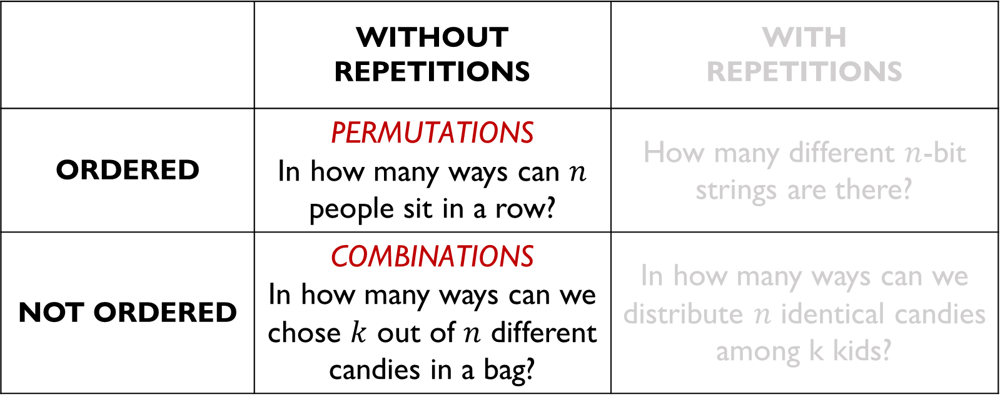 WITHOUT
REPETITIONS
WITH
REPETITIONS
ORDERED
PERMUTATIONS
In how many ways can n
people sit in a row?
How many different n-bit
strings are there?
NOT ORDERED
COMBINATIONS
In how many ways can we
chose k out of n different
candies in a bag?
In how many ways can we
distribute n identical candies
among k kids?